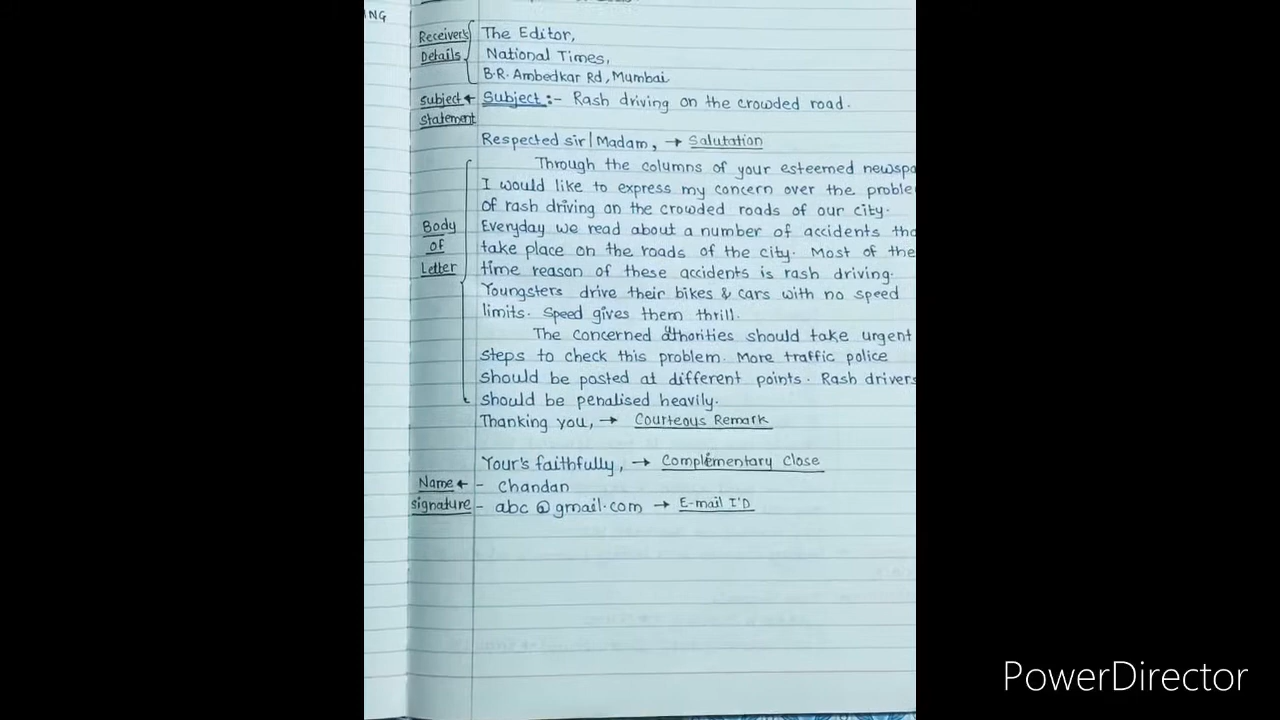 ING
Receiver's
Details
The Editor,
National Times,
B.R. Ambedkar Rd, Mumbai
Subject
Statement
Subject:- Rash driving on the crowded road.
Respected sir/Madam, → Salutation
Through the columns of your esteemed newspa
I would like to express my concern over the proble
of rash driving on the crowded roads of our city.
Body
of
Letter
Everyday we read about a number of accidents tha
take place on the roads of the city. Most of the
time reason of these accidents is rash driving.
Youngsters drive their bikes & cars with no speed
limits. Speed gives them thrill.
The concerned authorities should take urgent
steps to check this problem. More traffic police
should be posted at different points. Rash drivers
should be penalised heavily.
Thanking you, → Courteous Remark
Your's faithfully, → Complementary Close
Name ← - Chandan
signature - abc@gmail.com → E-mail I'D
PowerDirector